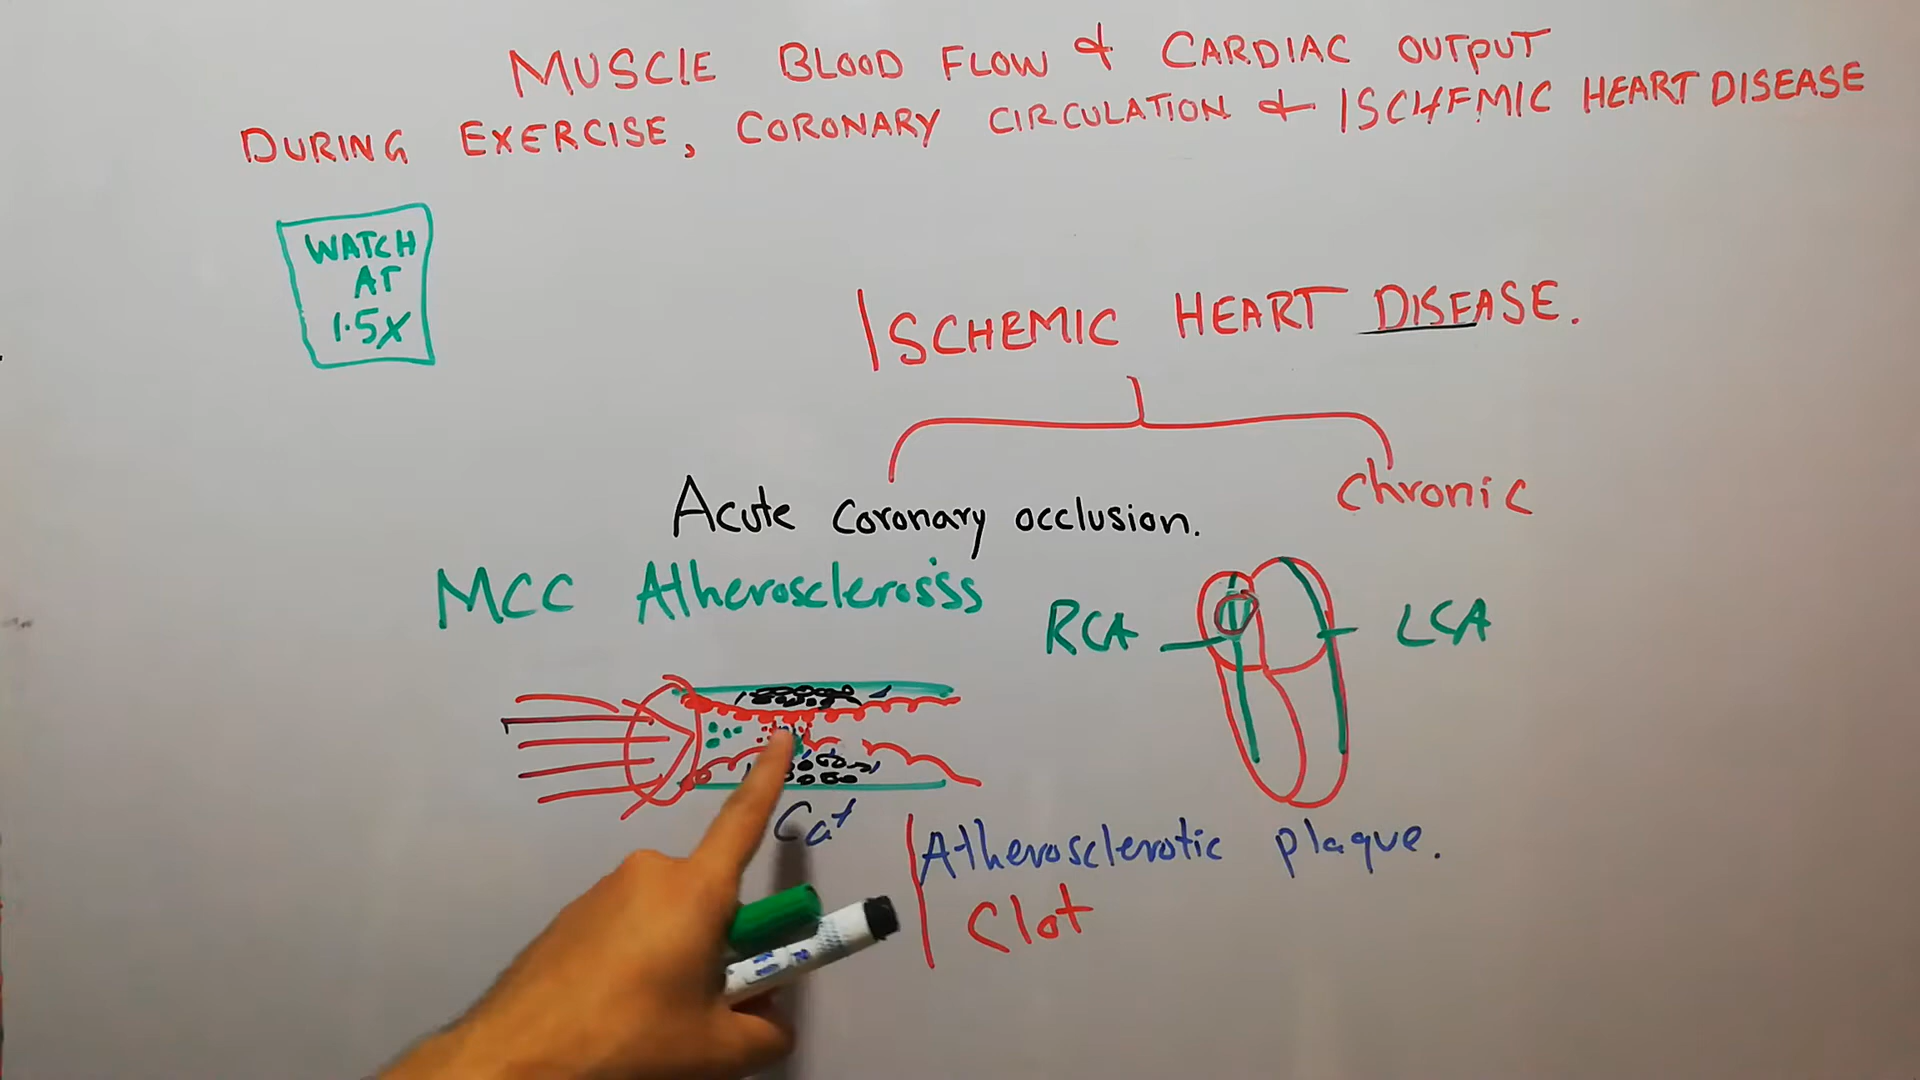 MUSCLE BLOOD FLOW & CARDIAC OUTPUT
DURING EXERCISE, CORONARY CIRCULATION & ISCHEMIC HEART DISEASE
WATCH
AT
1.5X
ISCHEMIC HEART DISEASE.
Acute coronary occlusion.
chronic
MCC Atherosclerosis
RCA
LCA
Ca+
Atherosclerotic plaque.
Clot